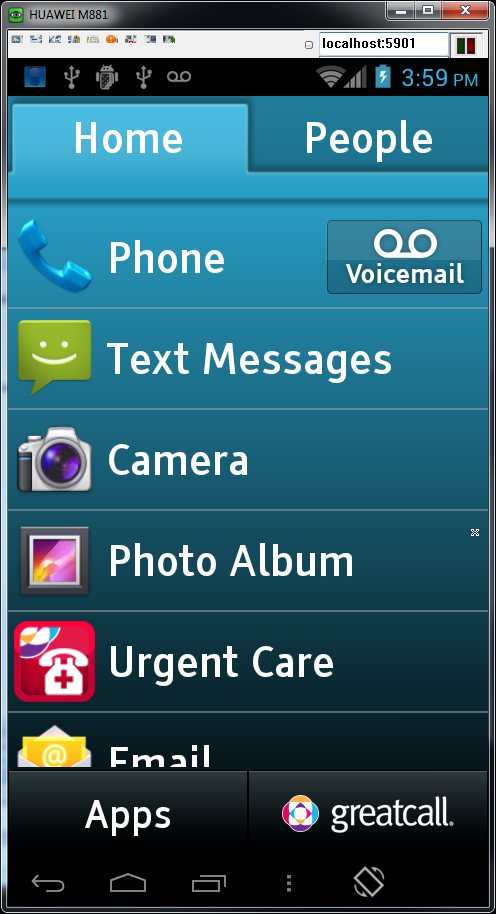 HUAWEI M881
localhost:5901
3:59 PM
Home
People
Phone
Voicemail
Text Messages
Camera
Photo Album
Urgent Care
Email
Apps
greatcall.